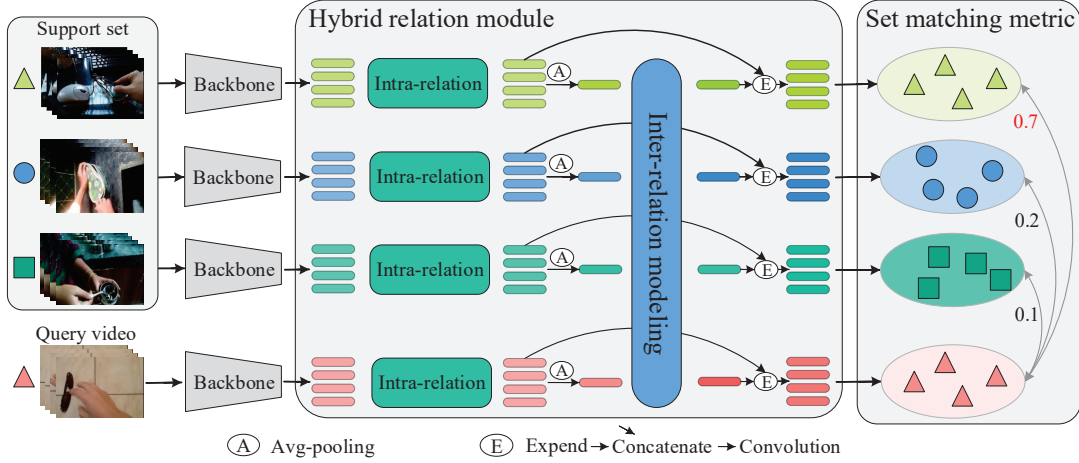 Support set
Hybrid relation module
Set matching metric
Backbone
Intra-relation
A
E
Backbone
Intra-relation
A
E
Backbone
Intra-relation
A
E
Inter-relation modeling
0.7
0.2
0.1
Query video
Backbone
Intra-relation
A
E
A Avg-pooling
E Expend → Concatenate → Convolution